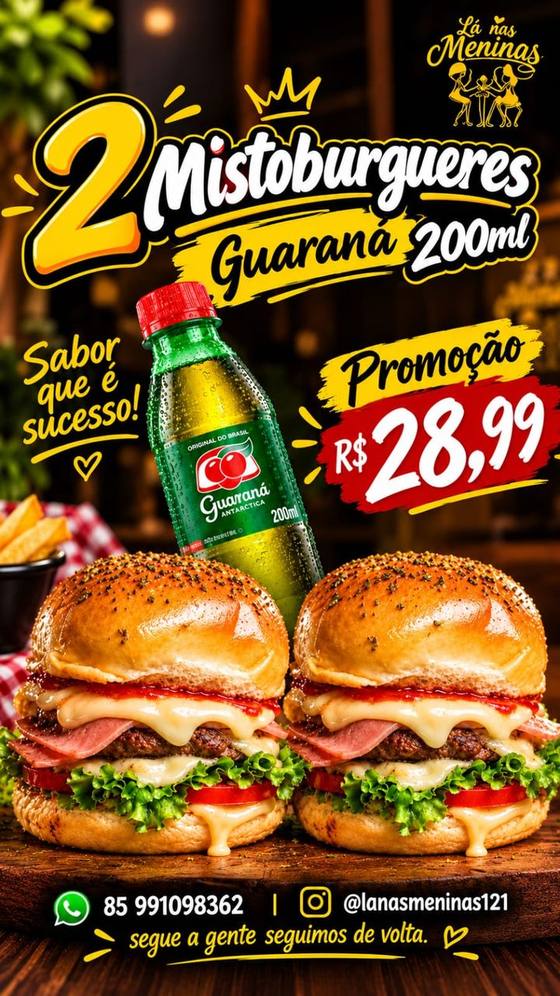 Lá nas
Meninas
2 Mistoburgueres
Guaraná 200ml
Sabor
que é
sucesso!
Promoção
R$ 28,99
ORIGINAL DO BRASIL
Guaraná
ANTARCTICA
200ml
85 991098362 | @lanasmeninas121
segue a gente seguimos de volta.